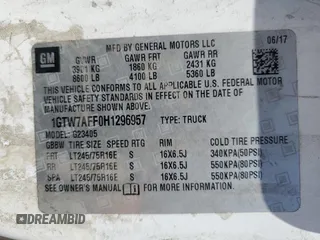 GM
MFD BY GENERAL MOTORS LLC
06/17
GVWR GAWR FRT GAWR RR
3901 KG 1860 KG 2431 KG
8600 LB 4100 LB 5360 LB
THIS VEHICLE CONFORMS TO ALL APPLICABLE
U.S. FEDERAL MOTOR VEHICLE
SAFETY STANDARDS IN EFFECT ON THE DATE OF
MANUFACTURE SHOWN ABOVE.
1GTW7AFF0H1296957 TYPE: TRUCK
G23405
TIRE SIZE SPEED RTG RIM COLD TIRE PRESSURE
FRT LT245/75R16E S 16X6.5J 340KPA(50PSI)
RR LT245/75R16E S 16X6.5J 550KPA(80PSI)
SPA LT245/75R16E S 16X6.5J 550KPA(80PSI)
SEE OWNER'S MANUAL FOR ADDITIONAL INFORMATION
DREAMBID